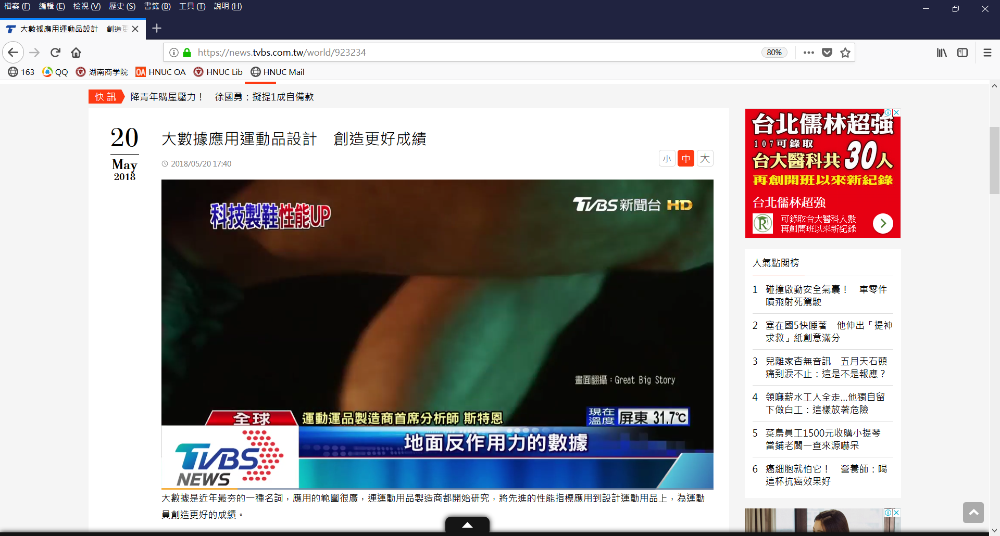 檔案 (F) 編輯 (E) 檢視 (V) 歷史 (S) 書籤 (B) 工具 (T) 說明 (H)
大數據應用運動品設計 創造更
https://news.tvbs.com.tw/world/923234
80%
163 QQ 湖南商学院 OA HNUC OA HNUC Lib HNUC Mail
快訊 降青年購屋壓力！ 徐國勇：擬提1成自備款
20
May
2018
大數據應用運動品設計 創造更好成績
2018/05/20 17:40
小 中 大
科技製鞋性能UP
TVBS新聞台 HD
畫面翻攝：Great Big Story
全球 運動運品製造商首席分析師 斯特恩
現在溫度 屏東 31.7℃
地面反作用力的數據
TVBS
NEWS
大數據是近年最夯的一種名詞，應用的範圍很廣，連運動用品製造商都開始研究，將先進的性能指標應用到設計運動用品上，為運動
員創造更好的成績。
台北儒林超強
107可錄取
台大醫科共30人
再創開班以來新紀錄
台北儒林超強
R
可錄取台大醫科人數
再創開班以來新紀錄
人氣點閱榜
1 碰撞啟動安全氣囊！ 車零件
噴飛射死駕駛
2 塞在國5快睡著 他伸出「提神
求救」紙創意滿分
3 兒離家杳無音訊 五月天石頭
痛到淚不止：這是不是報應？
4 領嘸薪水工人全走...他獨自留
下做白工：這樣放著危險
5 菜鳥員工1500元收購小提琴
當鋪老闆一查來源嚇呆
6 癌細胞就怕它！ 營養師：喝
這杯抗癌效果好